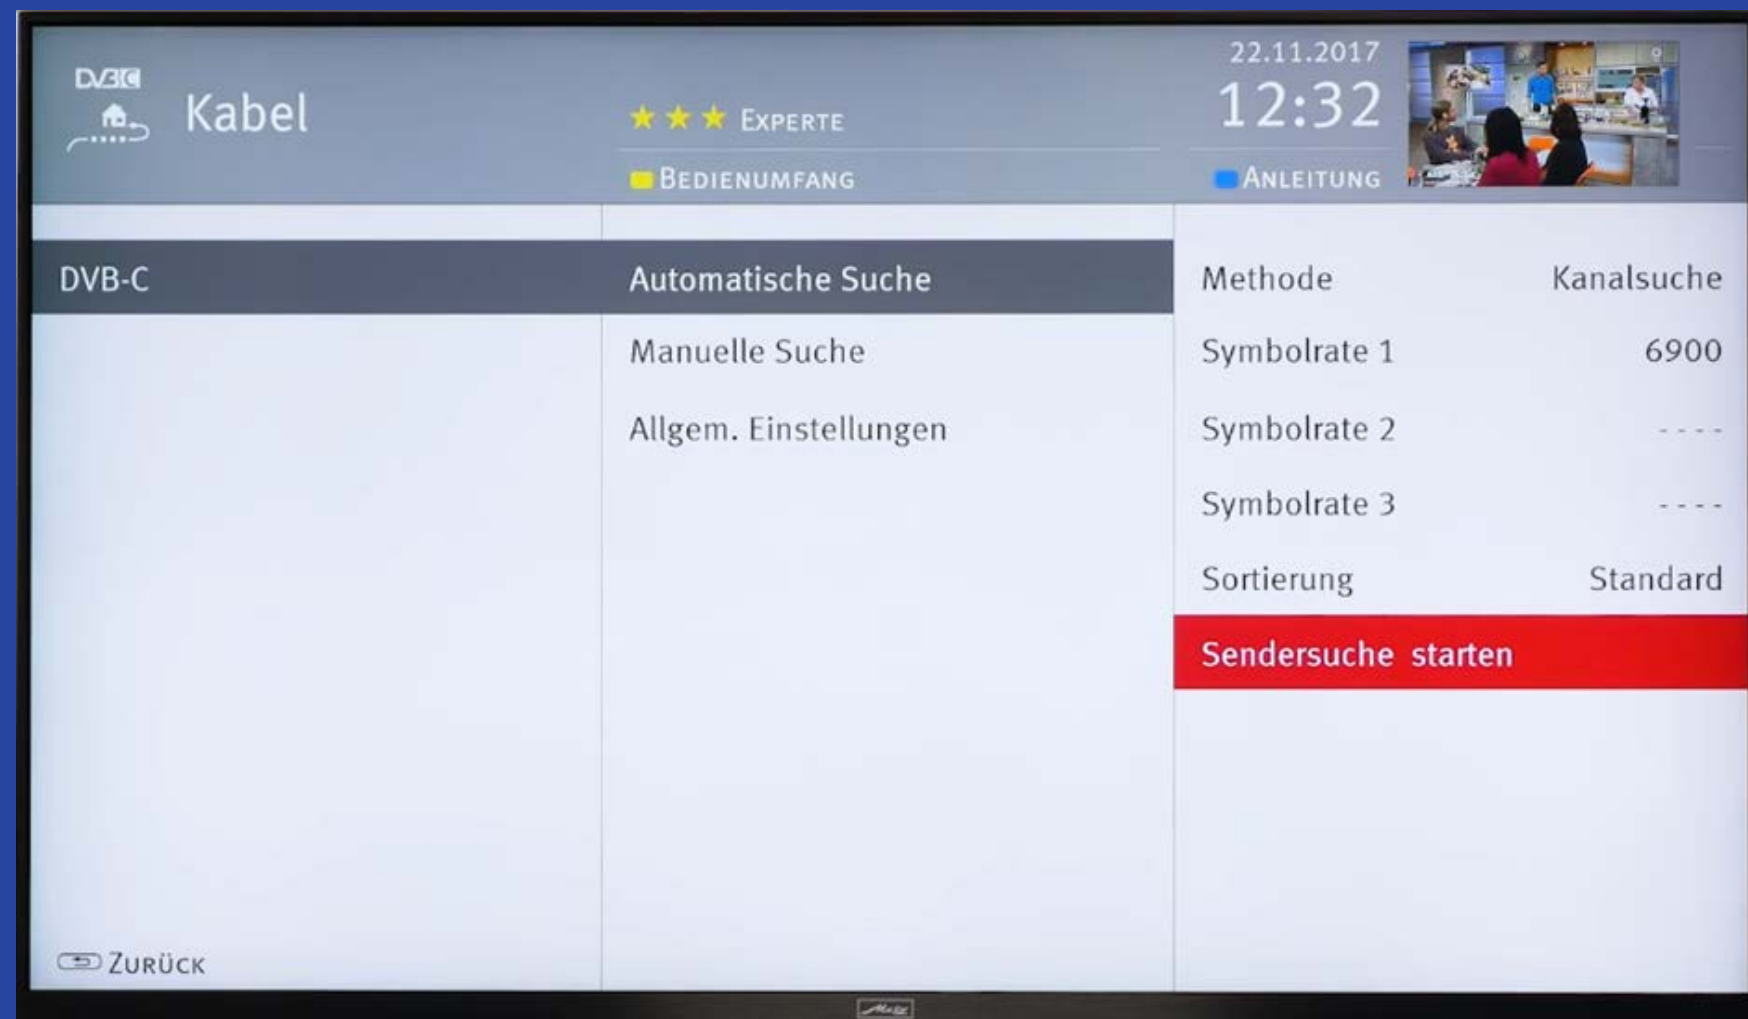 DVB C
Kabel
★★★ EXPERTE
BEDIENUMFANG
22.11.2017
12:32
ANLEITUNG
DVB-C
Automatische Suche
Manuelle Suche
Allgem. Einstellungen
Methode Kanalsuche
Symbolrate 1 6900
Symbolrate 2 ----
Symbolrate 3 ----
Sortierung Standard
Sendersuche starten
ZURÜCK
Metz